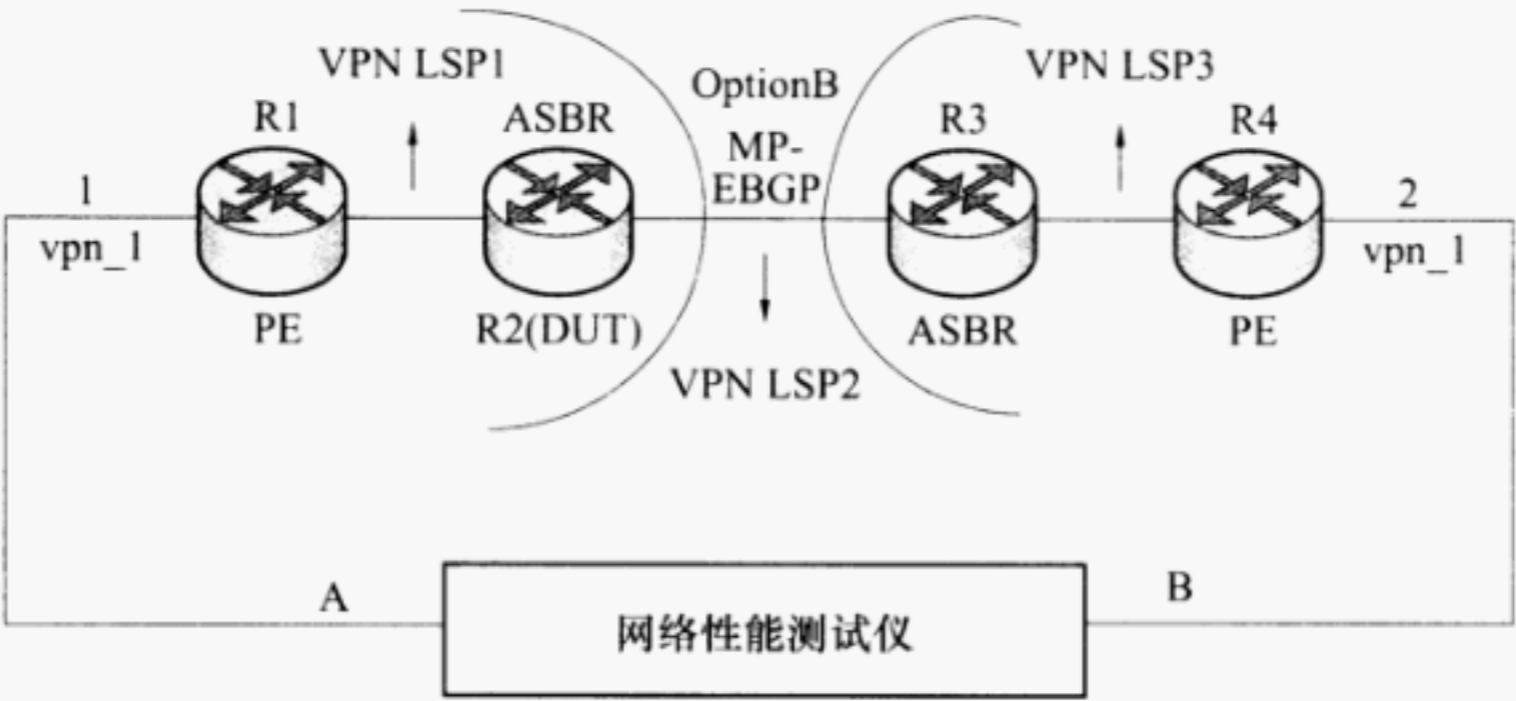 VPN LSP1
OptionB
VPN LSP3
R1
ASBR
MP-
EBGP
R3
R4
1
vpn_1
2
vpn_1
PE
R2(DUT)
ASBR
PE
VPN LSP2
A
B
网络性能测试仪